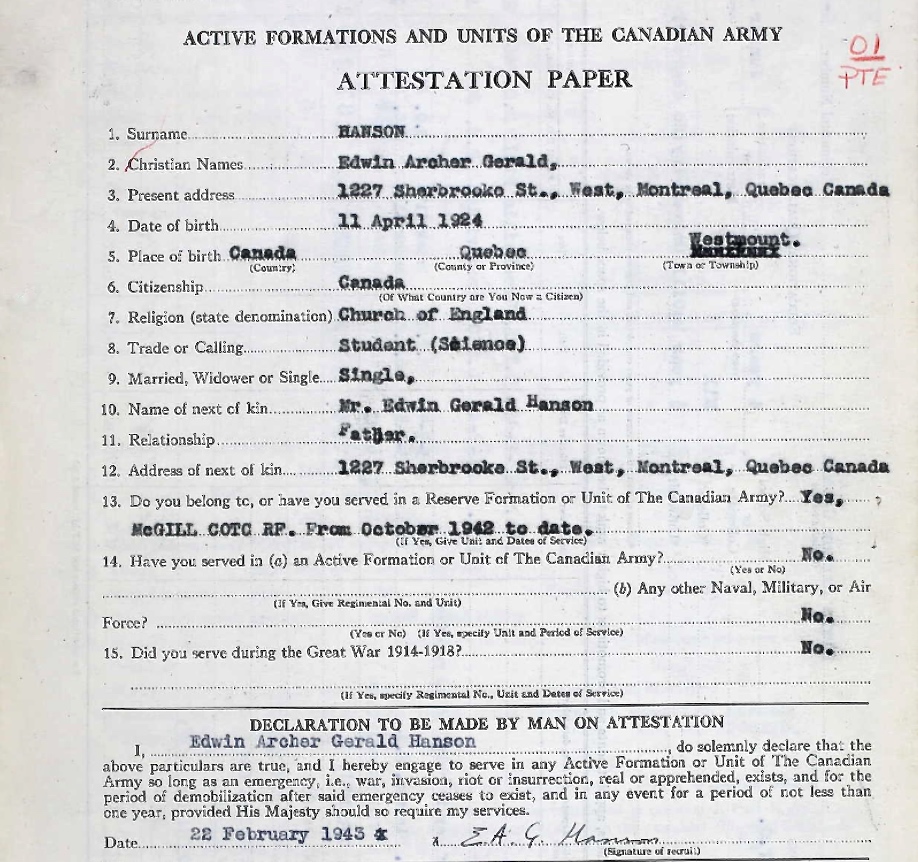 ACTIVE FORMATIONS AND UNITS OF THE CANADIAN ARMY
01
PTE
ATTESTATION PAPER
1. Surname HANSON
2. Christian Names Edwin Archer Gerald,
3. Present address 1227 Sherbrooke St., West, Montreal, Quebec Canada
4. Date of birth 11 April 1924
5. Place of birth Canada Quebec Westmount.
(Country) (County or Province) (Town or Township)
6. Citizenship Canada
(Of What Country are You Now a Citizen)
7. Religion (state denomination) Church of England
8. Trade or Calling Student (Science)
9. Married, Widower or Single Single,
10. Name of next of kin Mr. Edwin Gerald Hanson
11. Relationship Father.
12. Address of next of kin 1227 Sherbrooke St., West, Montreal, Quebec Canada
13. Do you belong to, or have you served in a Reserve Formation or Unit of The Canadian Army? Yes,
McGILL COTC RF. From October 1942 to date.
(If Yes, Give Unit and Dates of Service)
14. Have you served in (a) an Active Formation or Unit of The Canadian Army? No.
(Yes or No)
(b) Any other Naval, Military, or Air
(If Yes, Give Regimental No. and Unit)
Force? No.
(Yes or No) (If Yes, specify Unit and Period of Service)
15. Did you serve during the Great War 1914-1918? No.
(If Yes, specify Regimental No., Unit and Dates of Service)
DECLARATION TO BE MADE BY MAN ON ATTESTATION
I, Edwin Archer Gerald Hanson, do solemnly declare that the
above particulars are true, and I hereby engage to serve in any Active Formation or Unit of The Canadian
Army so long as an emergency, i.e., war, invasion, riot or insurrection, real or apprehended, exists, and for the
period of demobilization after said emergency ceases to exist, and in any event for a period of not less than
one year, provided His Majesty should so require my services.
Date 22 February 1945 x E. A. G. Hanson
(Signature of recruit)